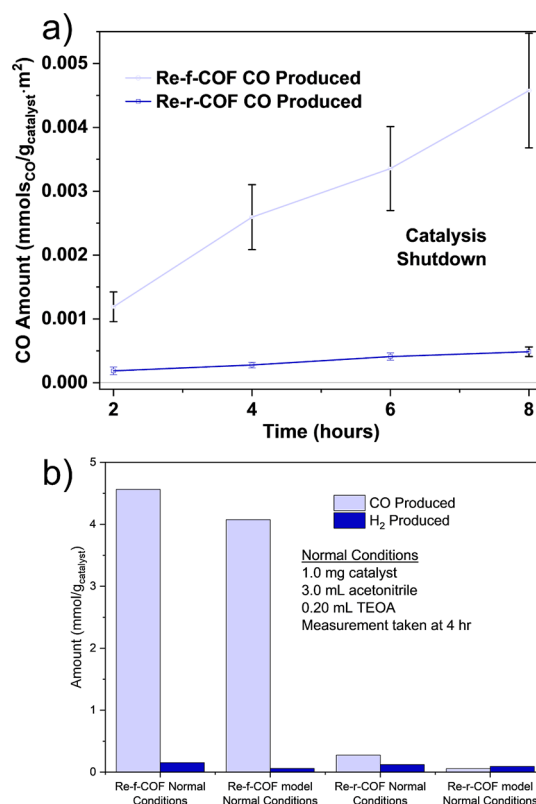 a)
CO Amount (mmols_CO/g_catalyst·m²)
0.005
0.004
0.003
0.002
0.001
0.000
Re-f-COF CO Produced
Re-r-COF CO Produced
Catalysis
Shutdown
2
4
6
8
Time (hours)
b)
Amount (mmol/g_catalyst)
5
4
3
2
1
0
CO Produced
H₂ Produced
Normal Conditions
1.0 mg catalyst
3.0 mL acetonitrile
0.20 mL TEOA
Measurement taken at 4 hr
Re-f-COF Normal
Conditions
Re-f-COF model
Normal Conditions
Re-r-COF Normal
Conditions
Re-r-COF model
Normal Conditions